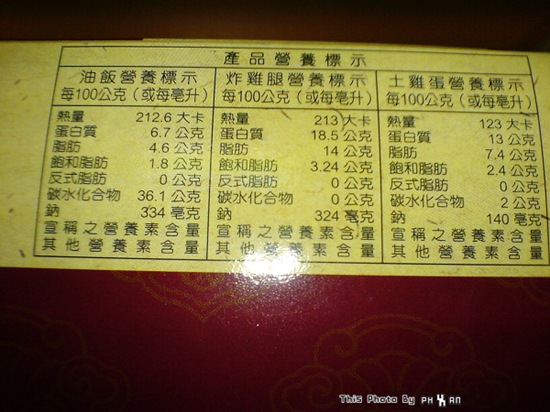 產品營養標示
油飯營養標示
每100公克(或每毫升)
熱量 212.6 大卡
蛋白質 6.7 公克
脂肪 4.6 公克
飽和脂肪 1.8 公克
反式脂肪 0 公克
碳水化合物 36.1 公克
鈉 334 毫克
宣稱之營養素含量
其他營養素含量
炸雞腿營養標示
每100公克(或每毫升)
熱量 213 大卡
蛋白質 18.5 公克
脂肪 14 公克
飽和脂肪 3.24 公克
反式脂肪 0 公克
碳水化合物 0 公克
鈉 324 毫克
宣稱之營養素含量
其他營養素含量
土雞蛋營養標示
每100公克(或每毫升)
熱量 123 大卡
蛋白質 13 公克
脂肪 7.4 公克
飽和脂肪 2.4 公克
反式脂肪 0 公克
碳水化合物 2 公克
鈉 140 毫克
宣稱之營養素含量
其他營養素含量
This Photo By